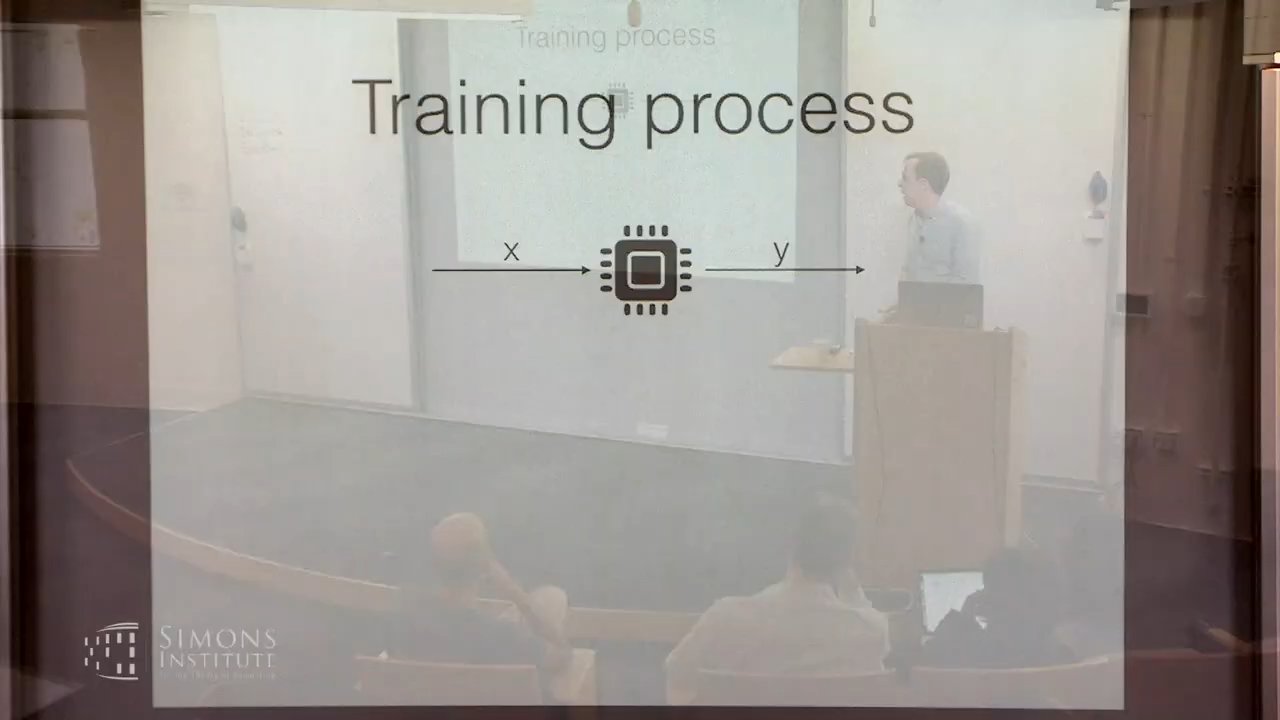 Training process
Training process
x
y
SIMONS
INSTITUTE